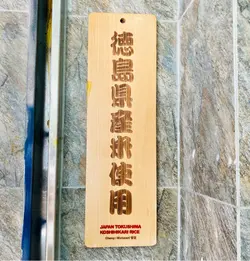 徳島県産米使用
JAPAN TOKUSHIMA
KOSHIHIKARI RICE